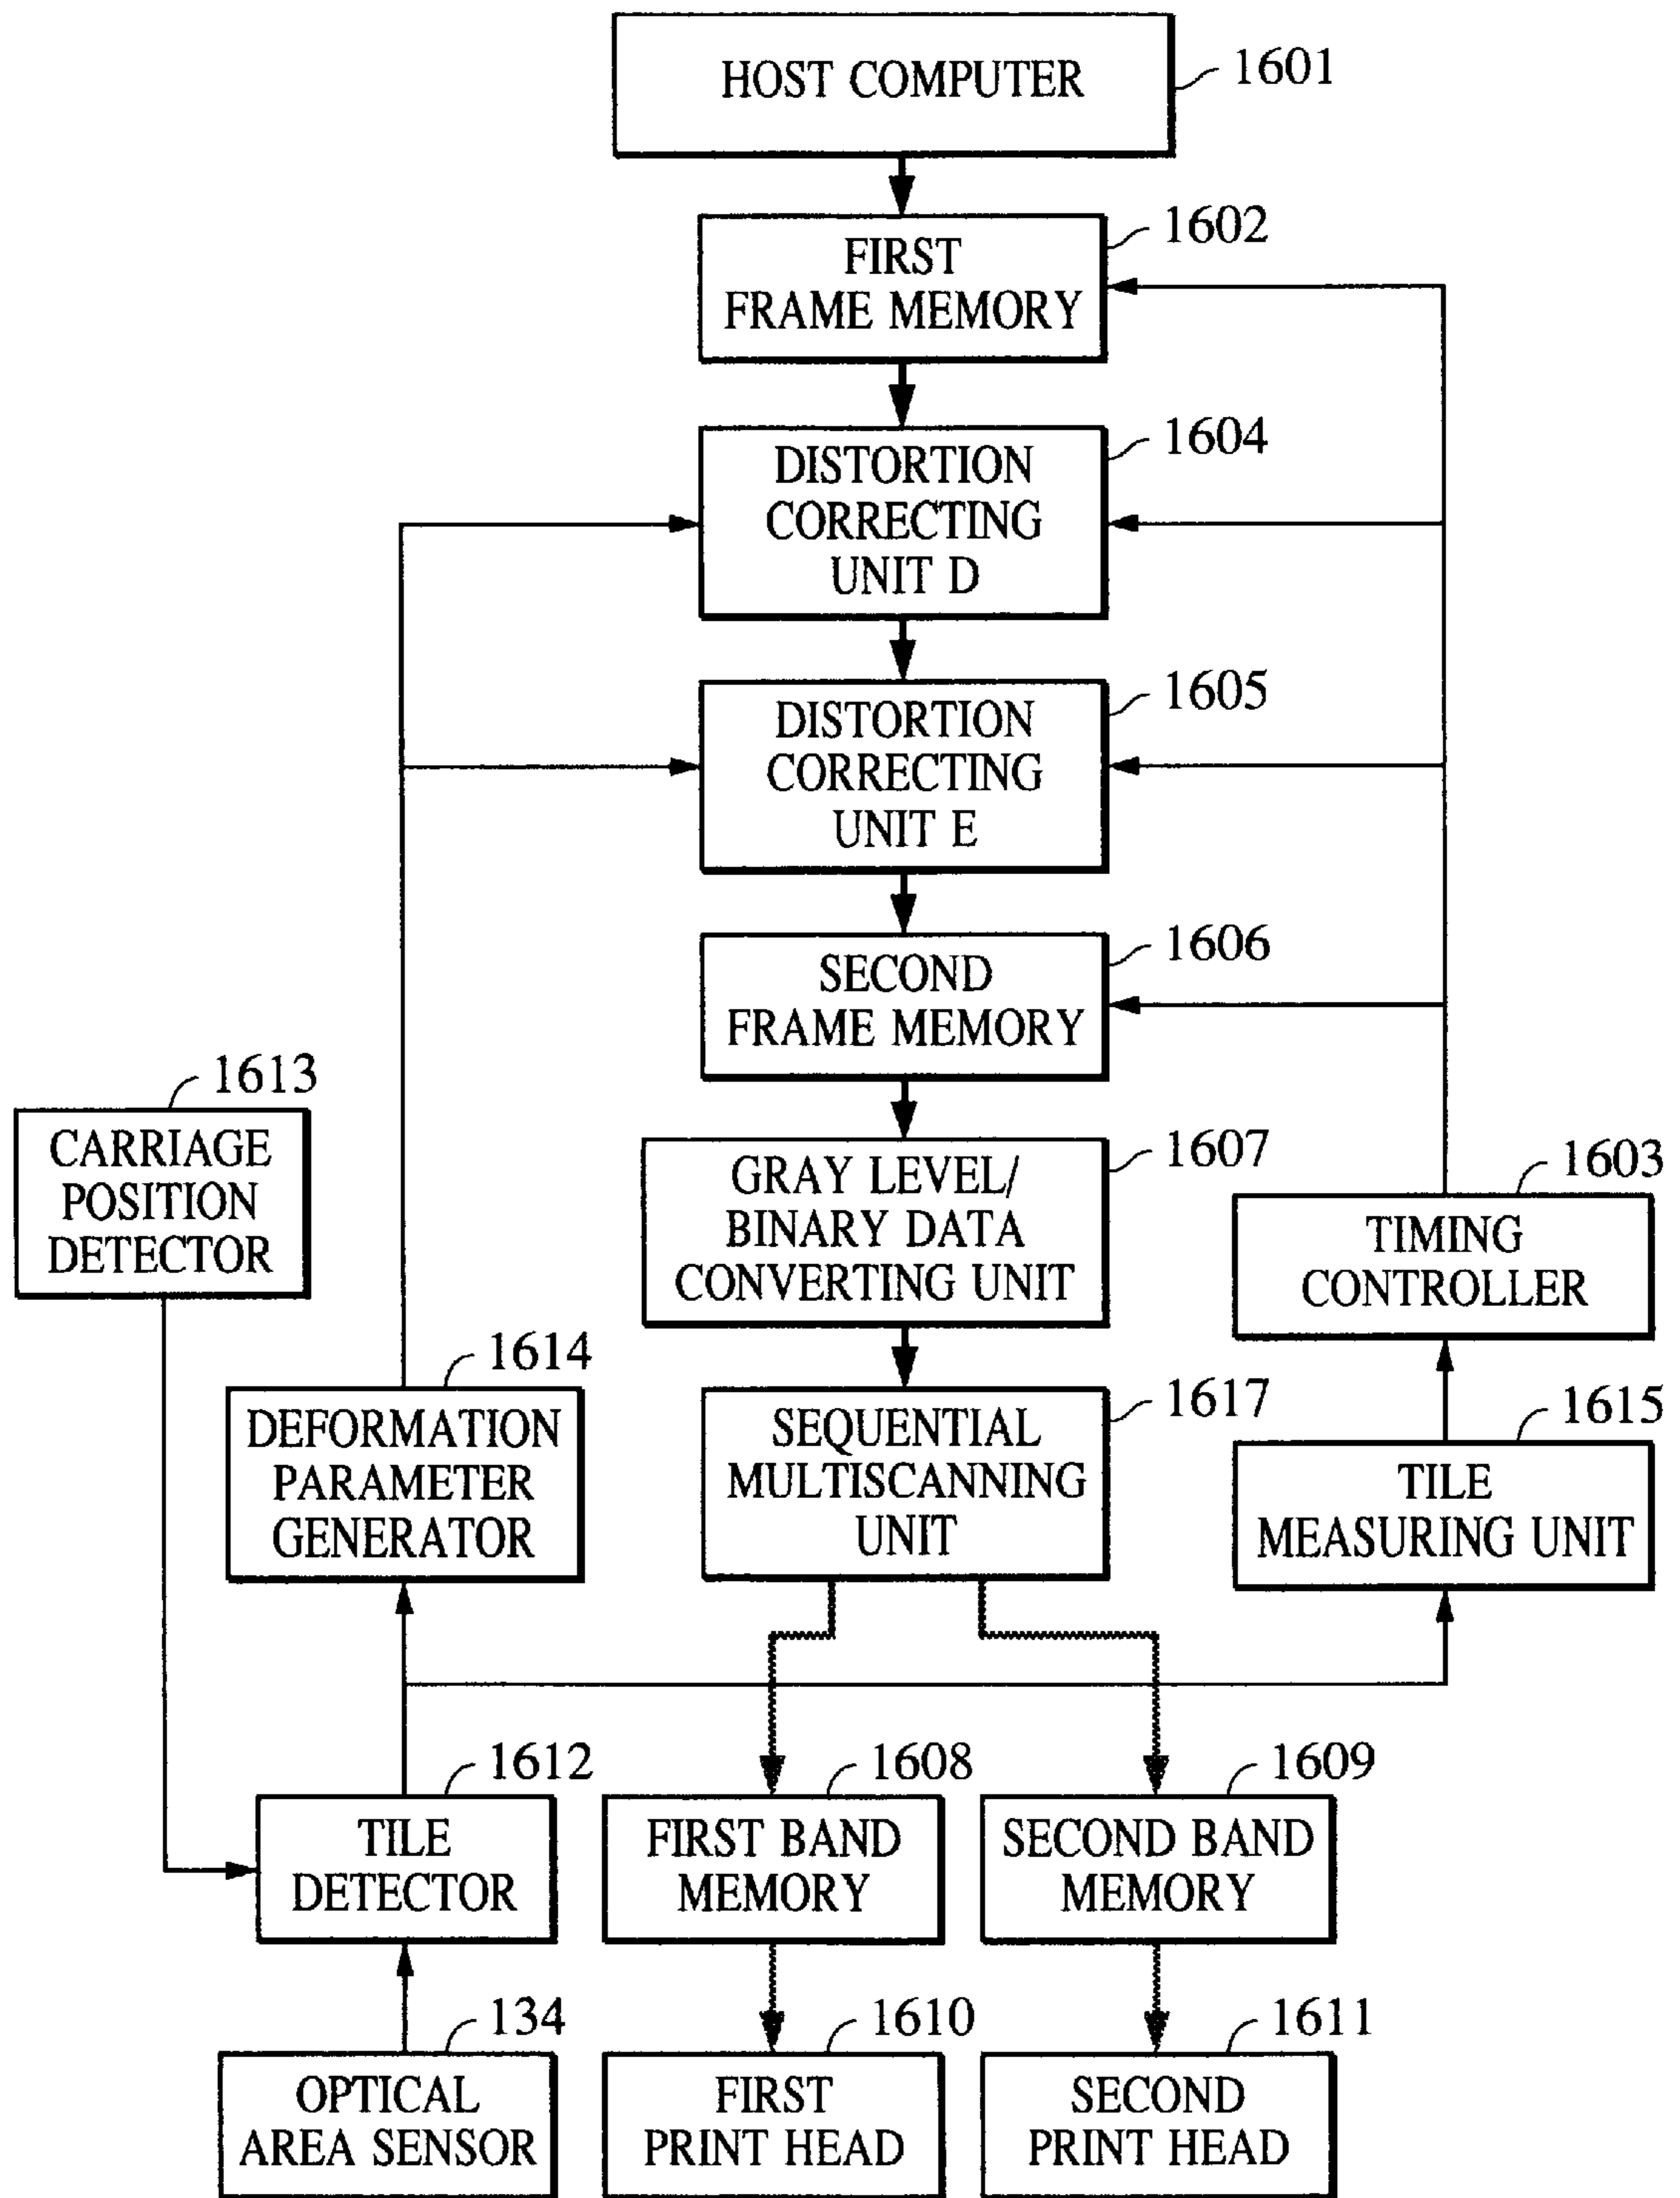 HOST COMPUTER
1601
1602
FIRST
FRAME MEMORY
1604
DISTORTION
CORRECTING
UNIT D
1605
DISTORTION
CORRECTING
UNIT E
1606
SECOND
FRAME MEMORY
1613
CARRIAGE
POSITION
DETECTOR
1607
GRAY LEVEL/
BINARY DATA
CONVERTING UNIT
1603
TIMING
CONTROLLER
1614
DEFORMATION
PARAMETER
GENERATOR
1617
SEQUENTIAL
MULTISCANNING
UNIT
1615
TILE
MEASURING UNIT
1612
TILE
DETECTOR
1608
FIRST BAND
MEMORY
1609
SECOND BAND
MEMORY
134
OPTICAL
AREA SENSOR
1610
FIRST
PRINT HEAD
1611
SECOND
PRINT HEAD